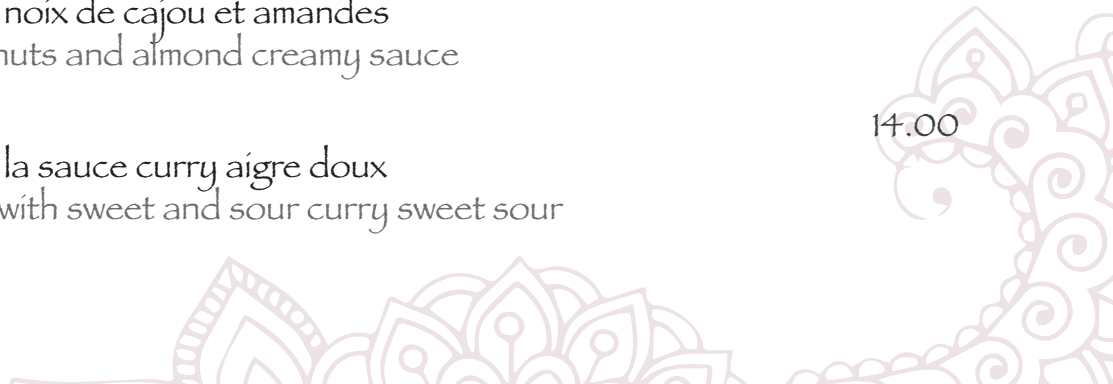 noix de cajou et amandes
nuts and almond creamy sauce
14.00
la sauce curry aigre doux
with sweet and sour curry sweet sour